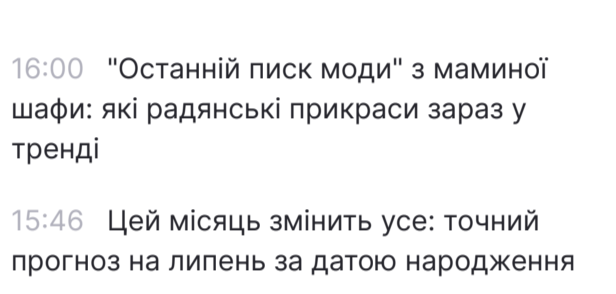 16:00 "Останній писк моди" з маминої
шафи: які радянські прикраси зараз у
тренді
15:46 Цей місяць змінить усе: точний
прогноз на липень за датою народження